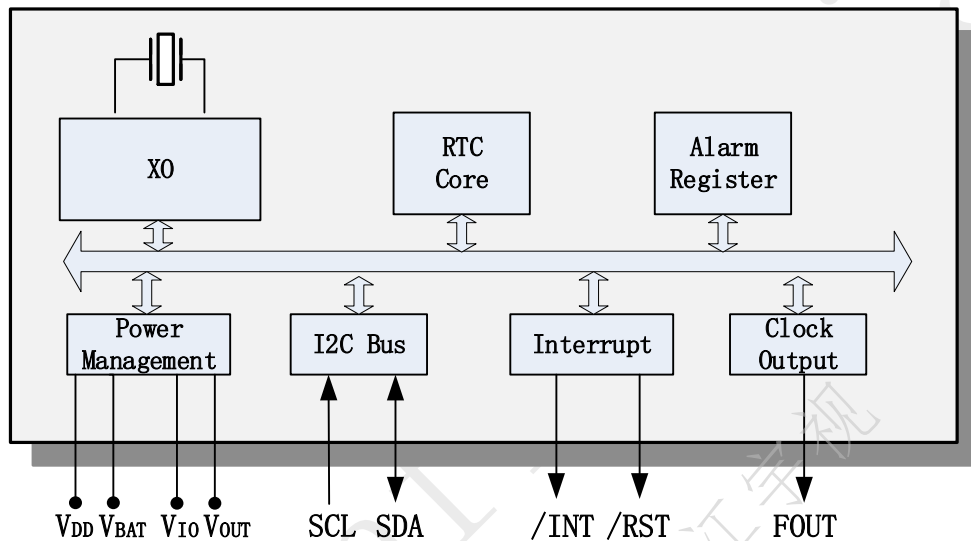 XO
RTC
Core
Alarm
Register
Power
Management
I2C Bus
Interrupt
Clock
Output
VDD VBAT VIO VOUT SCL SDA /INT /RST FOUT